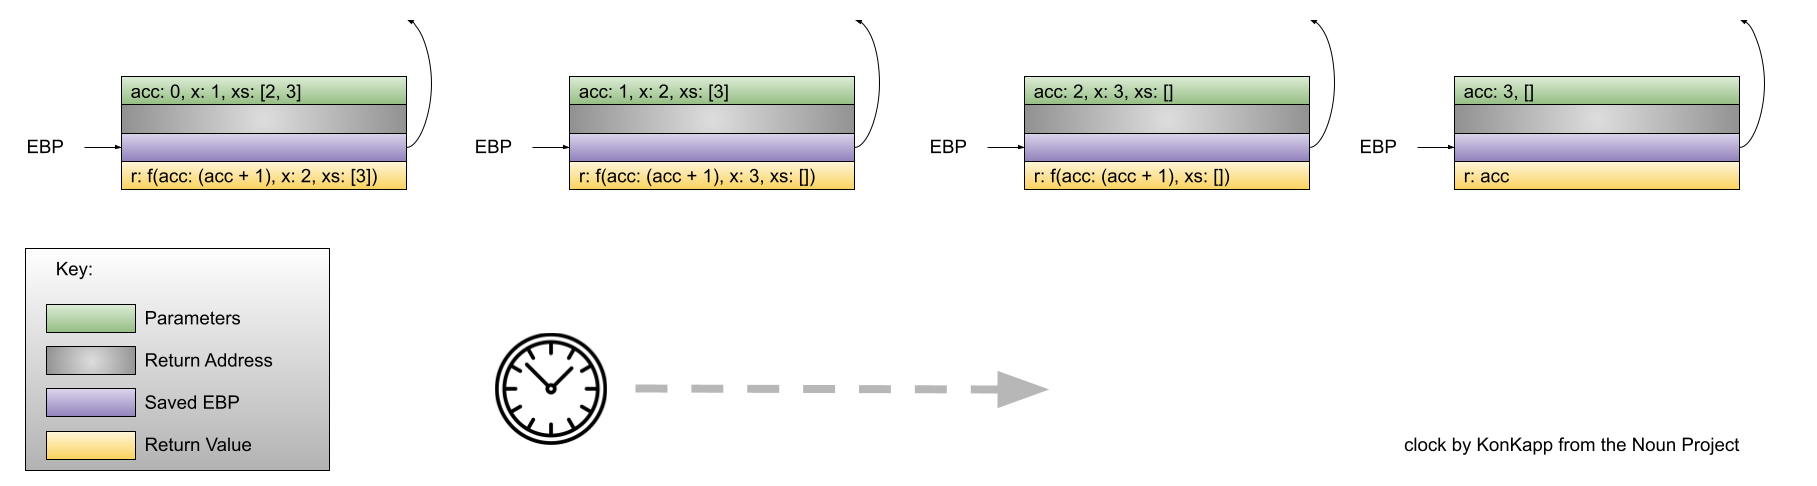 acc: 0, x: 1, xs: [2, 3]
EBP
r: f(acc: (acc + 1), x: 2, xs: [3])
acc: 1, x: 2, xs: [3]
EBP
r: f(acc: (acc + 1), x: 3, xs: [])
acc: 2, x: 3, xs: []
EBP
r: f(acc: (acc + 1), xs: [])
acc: 3, []
EBP
r: acc
Key:
Parameters
Return Address
Saved EBP
Return Value
clock by KonKapp from the Noun Project